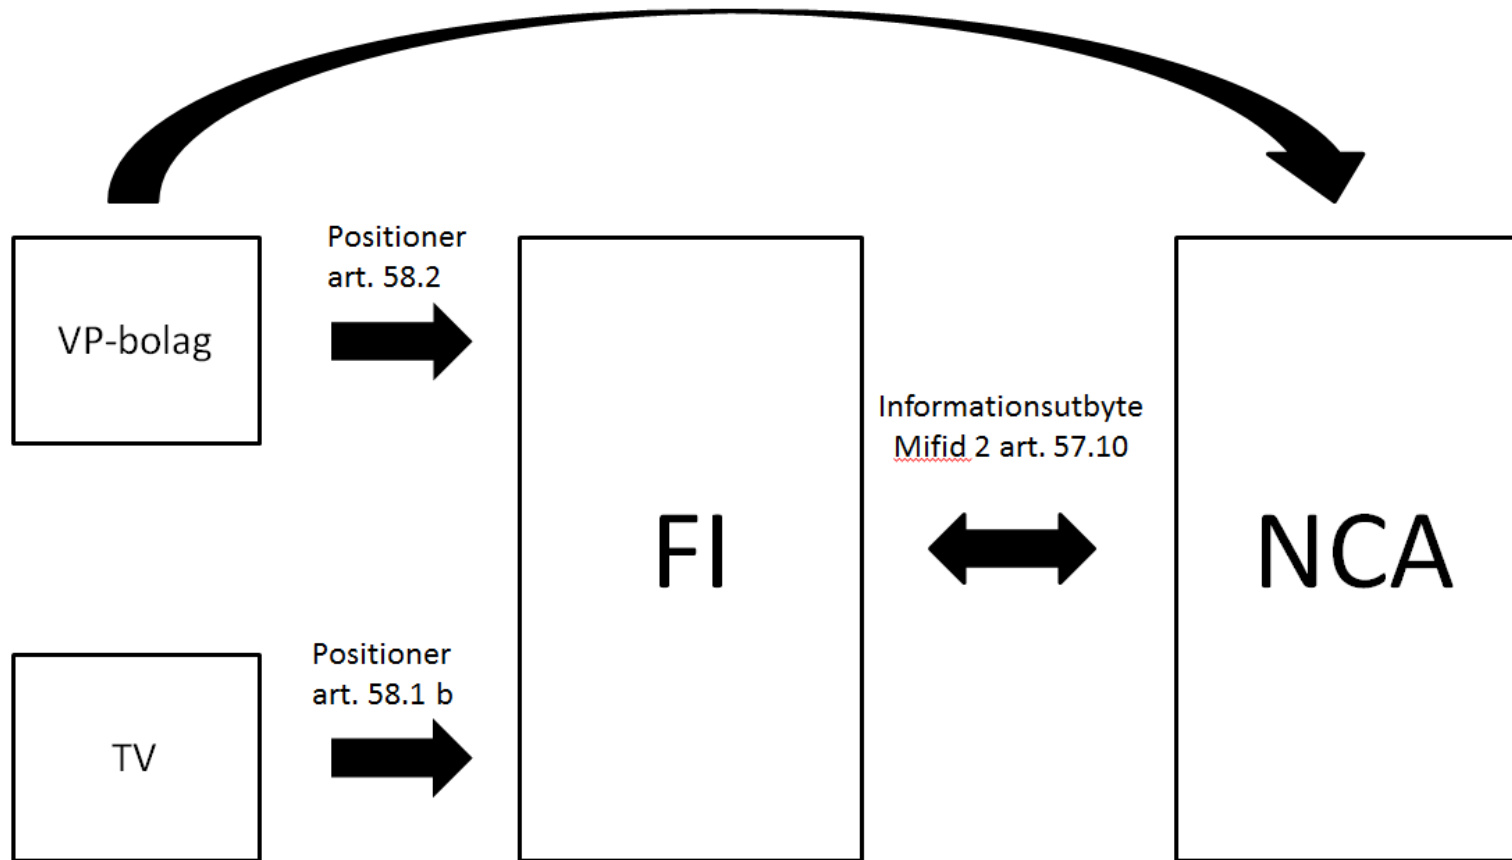 Positioner
art. 58.2
VP-bolag
Informationsutbyte
Mifid 2 art. 57.10
FI
NCA
Positioner
art. 58.1 b
TV